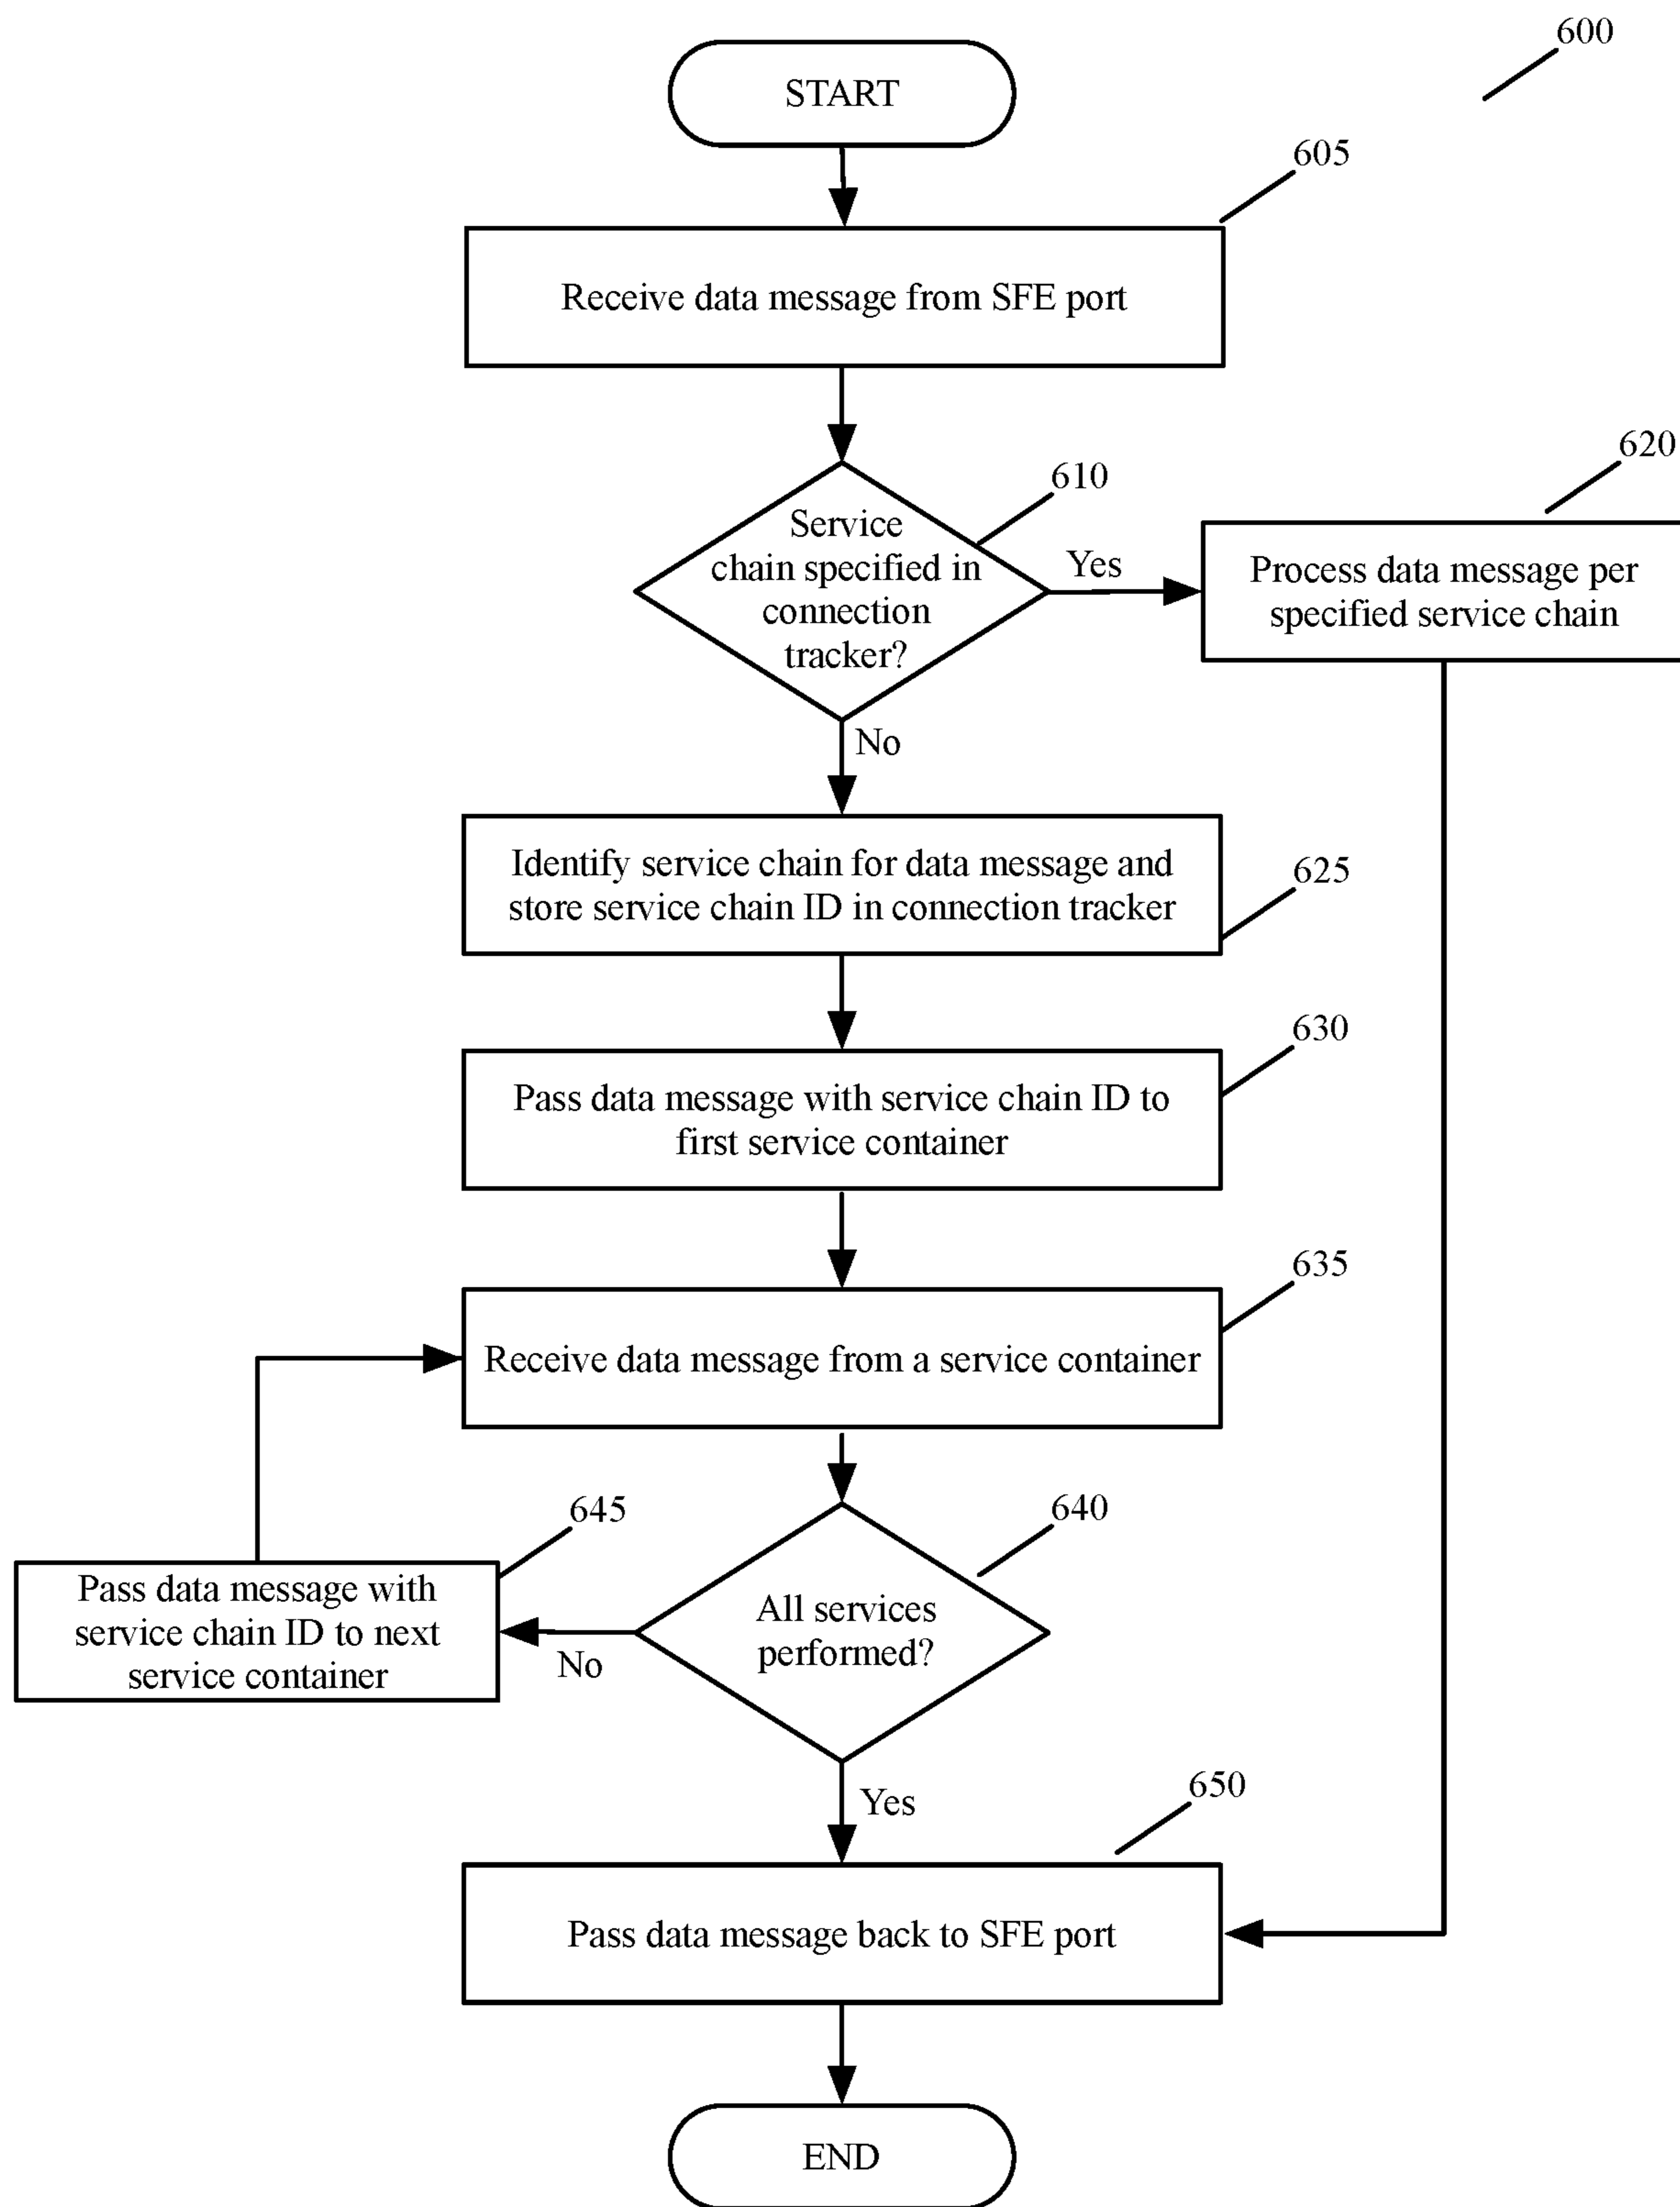 600
START
605
Receive data message from SFE port
610
Service
chain specified in
connection
tracker?
Yes
620
Process data message per
specified service chain
No
Identify service chain for data message and
store service chain ID in connection tracker
625
630
Pass data message with service chain ID to
first service container
635
Receive data message from a service container
645
640
Pass data message with
service chain ID to next
service container
No
All services
performed?
Yes
650
Pass data message back to SFE port
END